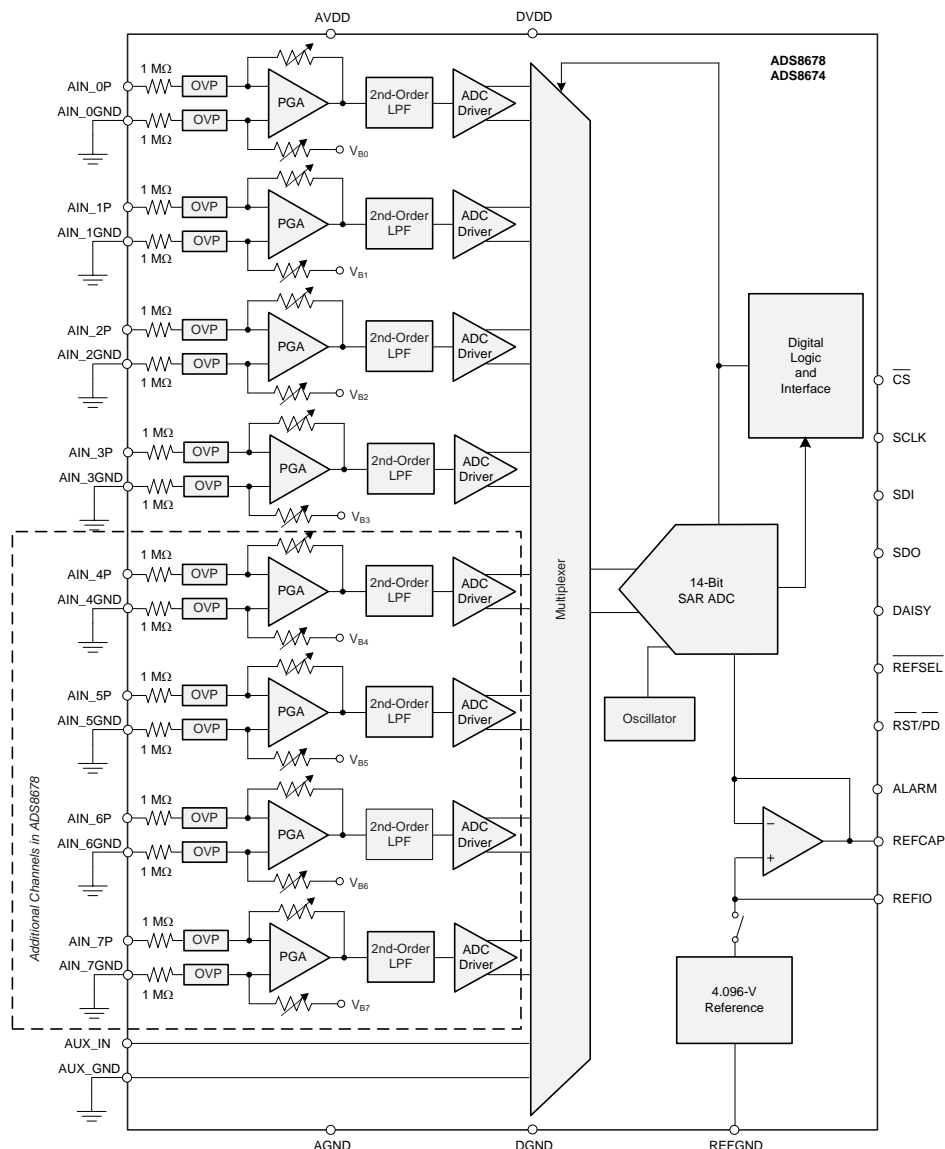 AVDD
DVDD
ADS8678
ADS8674
1 MΩ
AIN_0P
OVP
PGA
2nd-Order
LPF
ADC
Driver
AIN_0GND
OVP
1 MΩ
VB0
1 MΩ
AIN_1P
OVP
PGA
2nd-Order
LPF
ADC
Driver
AIN_1GND
OVP
1 MΩ
VB1
1 MΩ
AIN_2P
OVP
PGA
2nd-Order
LPF
ADC
Driver
AIN_2GND
OVP
1 MΩ
VB2
1 MΩ
AIN_3P
OVP
PGA
2nd-Order
LPF
ADC
Driver
AIN_3GND
OVP
1 MΩ
VB3
Additional Channels in ADS8678
1 MΩ
AIN_4P
OVP
PGA
2nd-Order
LPF
ADC
Driver
AIN_4GND
OVP
1 MΩ
VB4
1 MΩ
AIN_5P
OVP
PGA
2nd-Order
LPF
ADC
Driver
AIN_5GND
OVP
1 MΩ
VB5
1 MΩ
AIN_6P
OVP
PGA
2nd-Order
LPF
ADC
Driver
AIN_6GND
OVP
1 MΩ
VB6
1 MΩ
AIN_7P
OVP
PGA
2nd-Order
LPF
ADC
Driver
AIN_7GND
OVP
1 MΩ
VB7
AUX_IN
AUX_GND
Multiplexer
Digital
Logic
and
Interface
14-Bit
SAR ADC
Oscillator
4.096-V
Reference
−
+
CS
SCLK
SDI
SDO
DAISY
REFSEL
RST/PD
ALARM
REFCAP
REFIO
AGND
DGND
REFGND